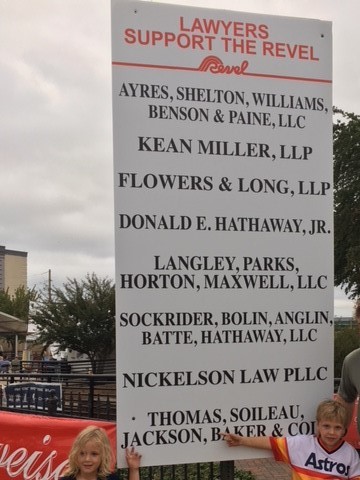 LAWYERS
SUPPORT THE REVEL
Revel
AYRES, SHELTON, WILLIAMS,
BENSON & PAINE, LLC
KEAN MILLER, LLP
FLOWERS & LONG, LLP
DONALD E. HATHAWAY, JR.
LANGLEY, PARKS,
HORTON, MAXWELL, LLC
SOCKRIDER, BOLIN, ANGLIN,
BATTE, HATHAWAY, LLC
NICKELSON LAW PLLC
THOMAS, SOILEAU,
JACKSON, BAKER &
Astros